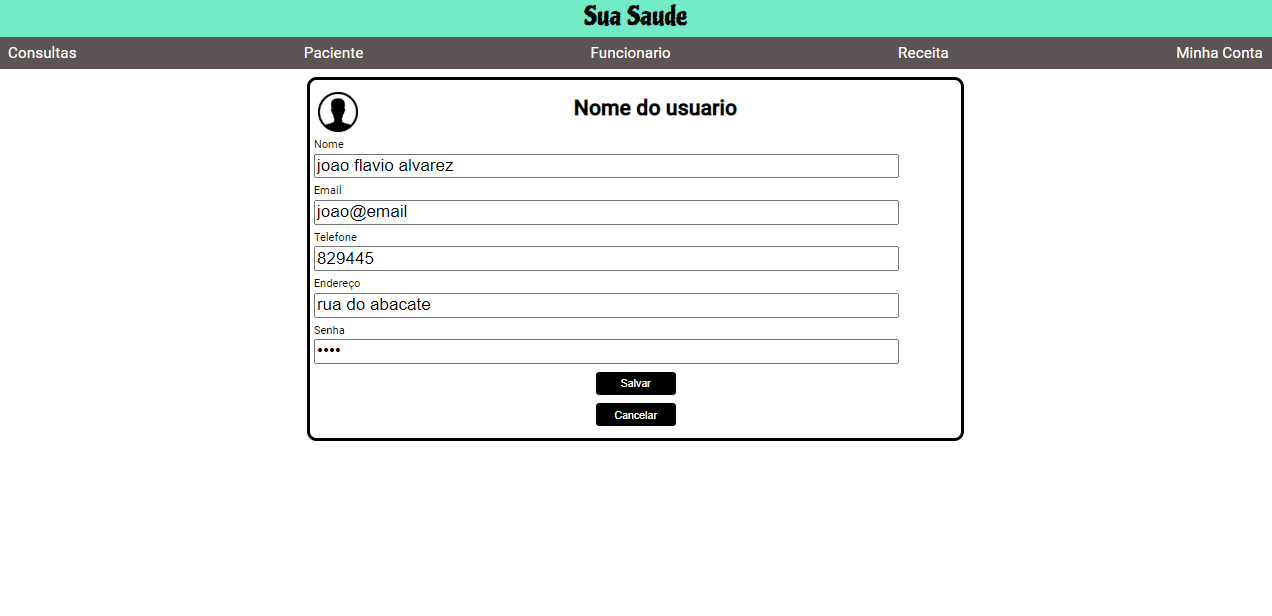 Sua Saude
Consultas Paciente Funcionario Receita Minha Conta
Nome do usuario
Nome
joao flavio alvarez
Email
joao@email
Telefone
829445
Endereço
rua do abacate
Senha
••••
Salvar
Cancelar